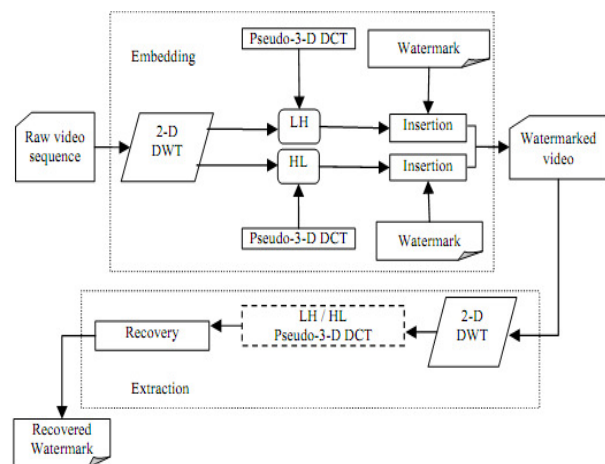 Pseudo-3-D DCT
Watermark
Embedding
Raw video
sequence
2-D
DWT
LH
HL
Insertion
Insertion
Watermarked
video
Pseudo-3-D DCT
Watermark
Recovery
LH / HL
Pseudo-3-D DCT
2-D
DWT
Extraction
Recovered
Watermark